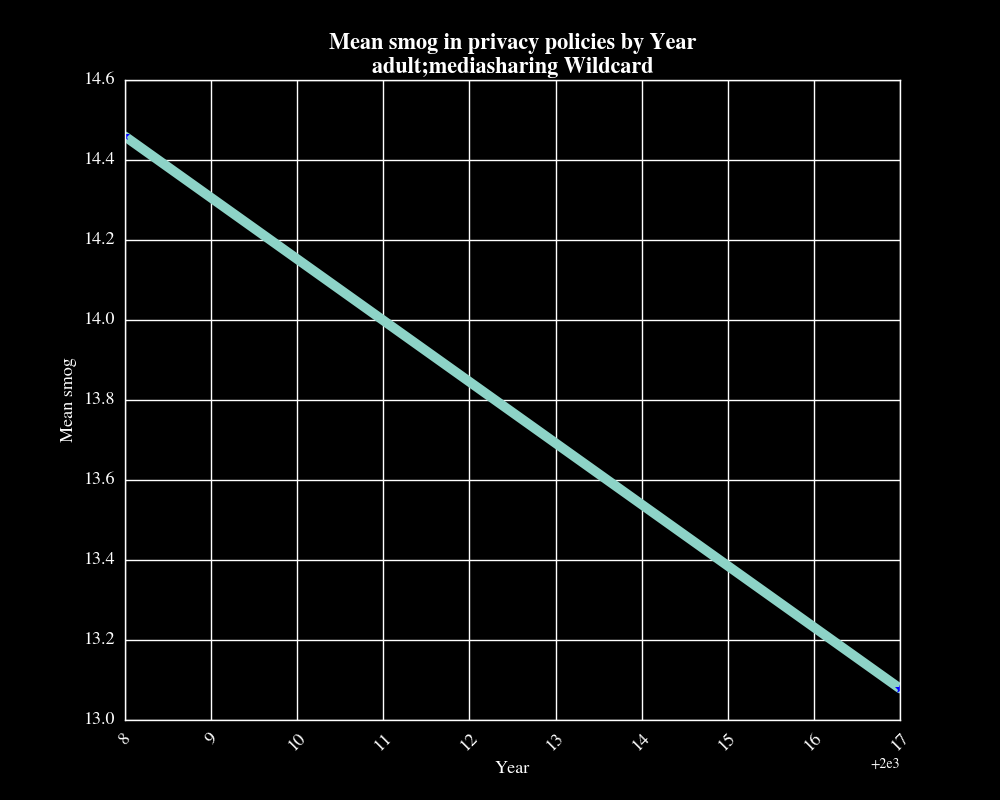 Mean smog in privacy policies by Year
adult;mediasharing Wildcard
14.6
14.4
14.2
14.0
13.8
13.6
13.4
13.2
13.0
Mean smog
8 9 10 11 12 13 14 15 16 17
Year
+2e3